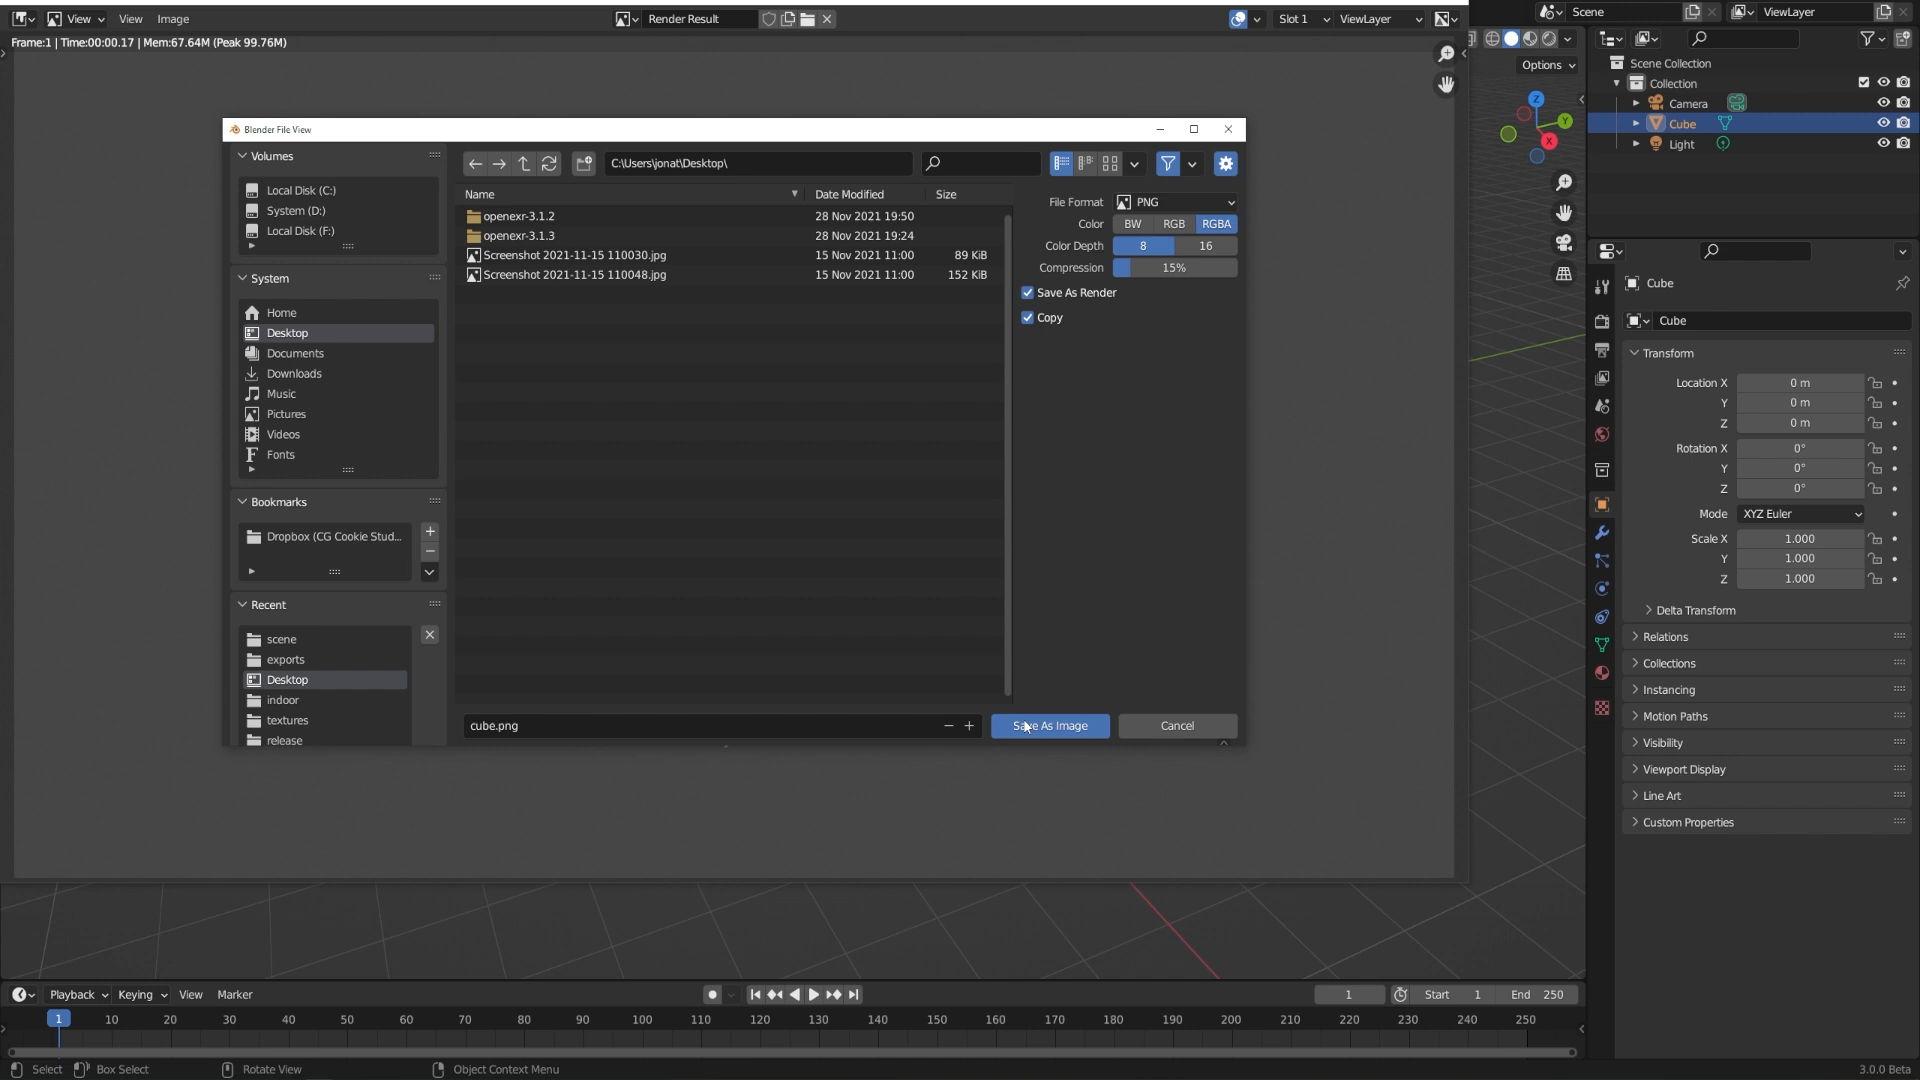 View View Image Render Result Slot 1 ViewLayer Scene ViewLayer
Frame:1 | Time:00:00.17 | Mem:67.64M (Peak 99.76M)
Options
Z
Y
X
Scene Collection
Collection
Camera
Cube
Light
Blender File View
Volumes
Local Disk (C:)
System (D:)
Local Disk (F:)
System
Home
Desktop
Documents
Downloads
Music
Pictures
Videos
Fonts
Bookmarks
Dropbox (CG Cookie Stud...
Recent
scene
exports
Desktop
indoor
textures
release
C:\Users\jonat\Desktop\
Name Date Modified Size
openexr-3.1.2 28 Nov 2021 19:50
openexr-3.1.3 28 Nov 2021 19:24
Screenshot 2021-11-15 110030.jpg 15 Nov 2021 11:00 89 KiB
Screenshot 2021-11-15 110048.jpg 15 Nov 2021 11:00 152 KiB
File Format PNG
Color BW RGB RGBA
Color Depth 8 16
Compression 15%
Save As Render
Copy
cube.png Save As Image Cancel
Cube
Cube
Transform
Location X 0 m
Y 0 m
Z 0 m
Rotation X 0°
Y 0°
Z 0°
Mode XYZ Euler
Scale X 1.000
Y 1.000
Z 1.000
Delta Transform
Relations
Collections
Instancing
Motion Paths
Visibility
Viewport Display
Line Art
Custom Properties
Playback Keying View Marker 1 Start 1 End 250
1 10 20 30 40 50 60 70 80 90 100 110 120 130 140 150 160 170 180 190 200 210 220 230 240 250
Select Box Select Rotate View Object Context Menu 3.0.0 Beta